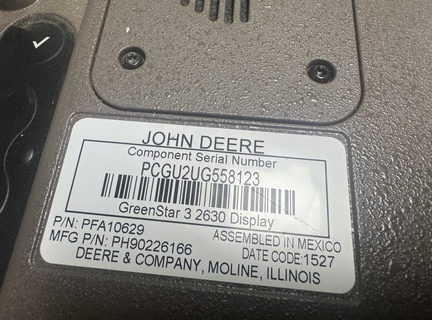 JOHN DEERE
Component Serial Number
PCGU2UG558123
GreenStar 3 2630 Display
P/N: PFA10629
ASSEMBLED IN MEXICO
MFG P/N: PH90226166
DATE CODE:1527
DEERE & COMPANY, MOLINE, ILLINOIS